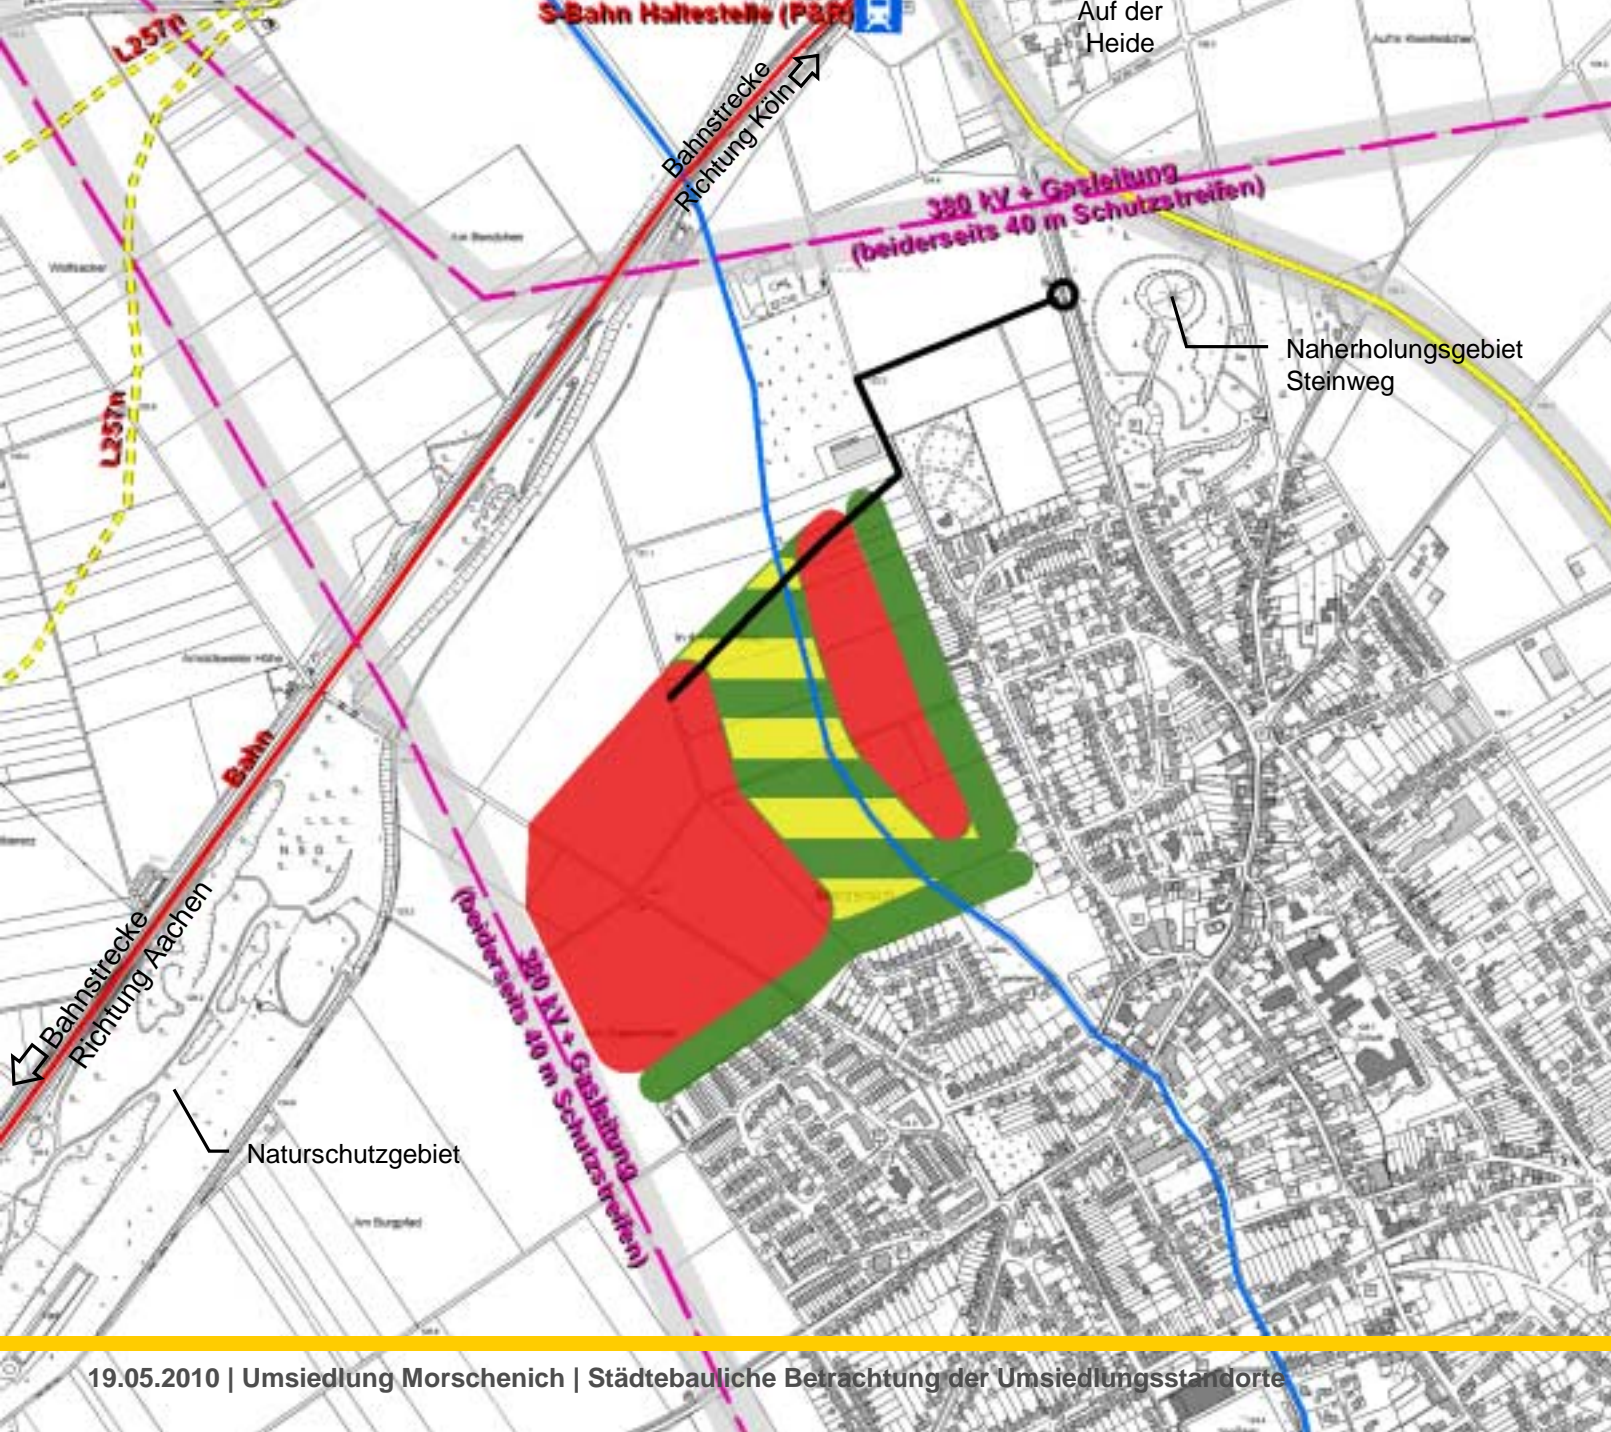 S-Bahn Haltestelle (P&R)
Auf der
Heide
L257n
Bahnstrecke
Richtung Köln
380 kV + Gasleitung
(beiderseits 40 m Schutzstreifen)
Naherholungsgebiet
Steinweg
L257n
Bahn
N S G
Bahnstrecke
Richtung Aachen
380 kV + Gasleitung
(beiderseits 40 m Schutzstreifen)
Naturschutzgebiet
Am Burgpfad
19.05.2010 | Umsiedlung Morschenich | Städtebauliche Betrachtung der Umsiedlungsstandorte